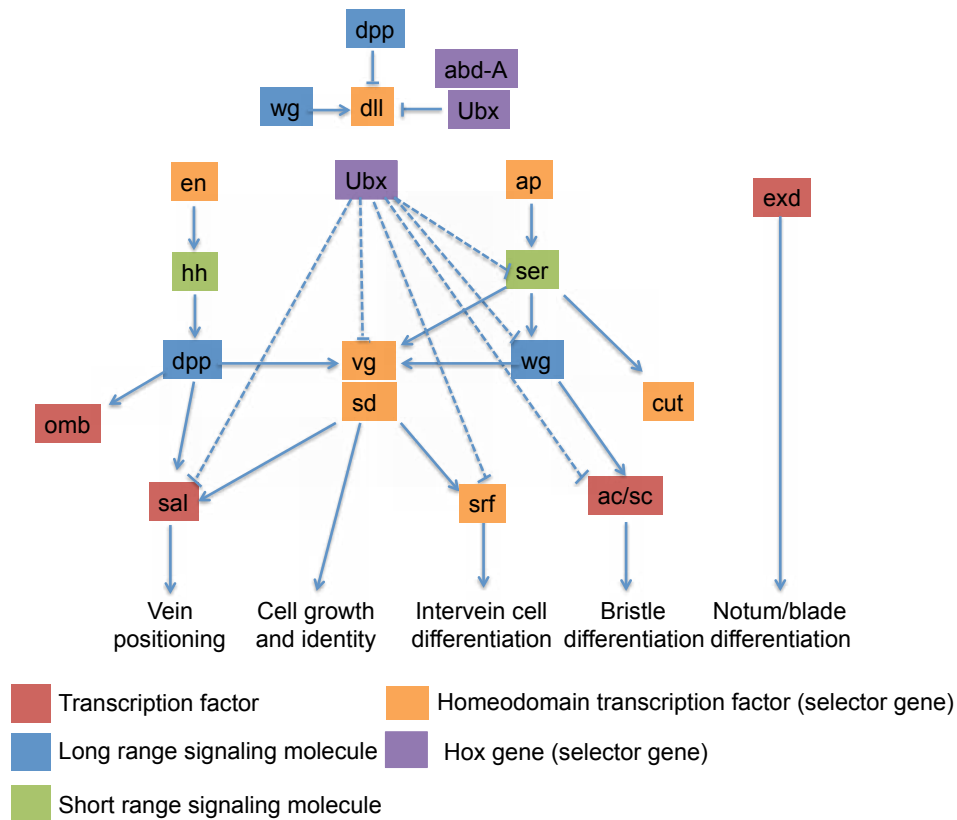 dpp
abd-A
wg
dll
Ubx
en
Ubx
ap
exd
hh
ser
dpp
vg
wg
sd
cut
omb
sal
srf
ac/sc
Vein
positioning
Cell growth
and identity
Intervein cell
differentiation
Bristle
differentiation
Notum/blade
differentiation
Transcription factor
Homeodomain transcription factor (selector gene)
Long range signaling molecule
Hox gene (selector gene)
Short range signaling molecule